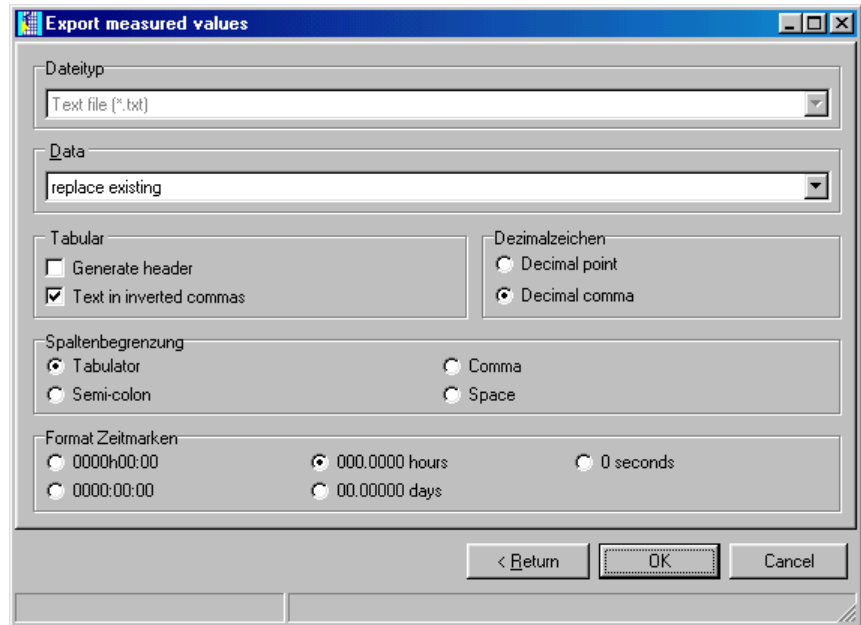 Export measured values
Dateityp
Text file (*.txt)
Data
replace existing
Tabular
Generate header
Text in inverted commas
Dezimalzeichen
Decimal point
Decimal comma
Spaltenbegrenzung
Tabulator
Comma
Semi-colon
Space
Format Zeitmarken
0000h00:00
000.0000 hours
0 seconds
0000:00:00
00.00000 days
< Return
OK
Cancel